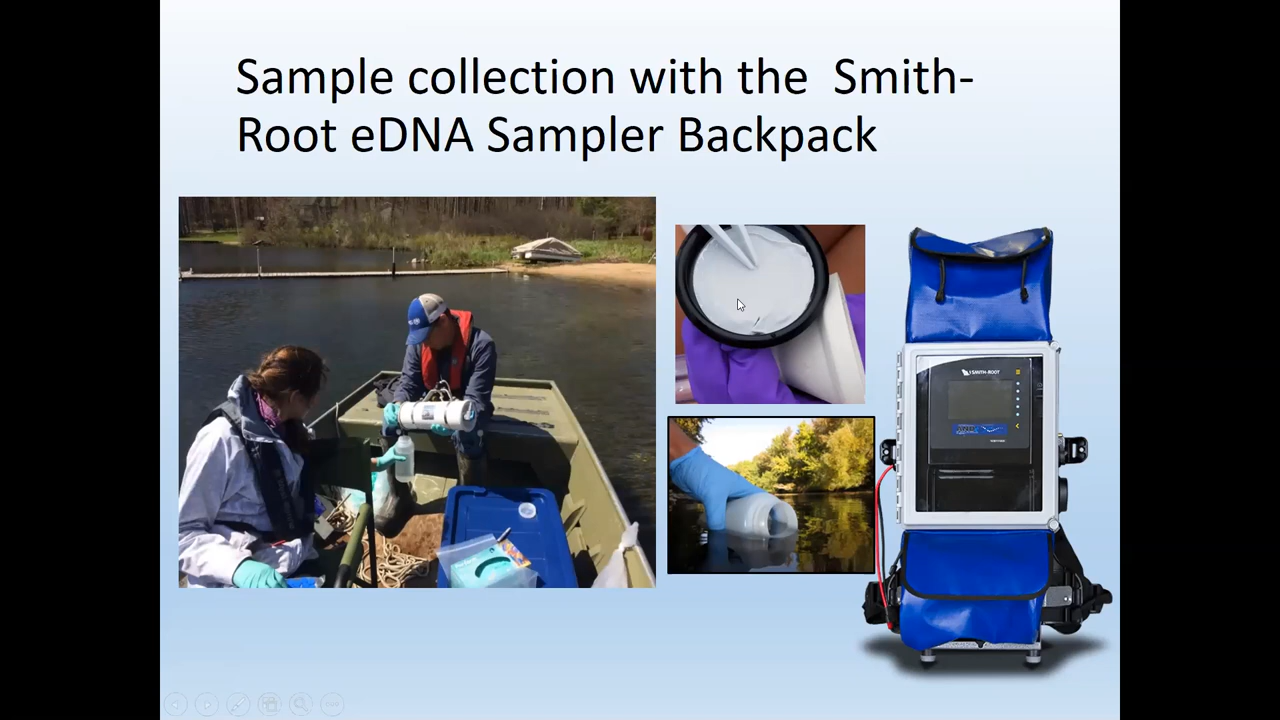 Sample collection with the Smith-
Root eDNA Sampler Backpack
SMITH-ROOT